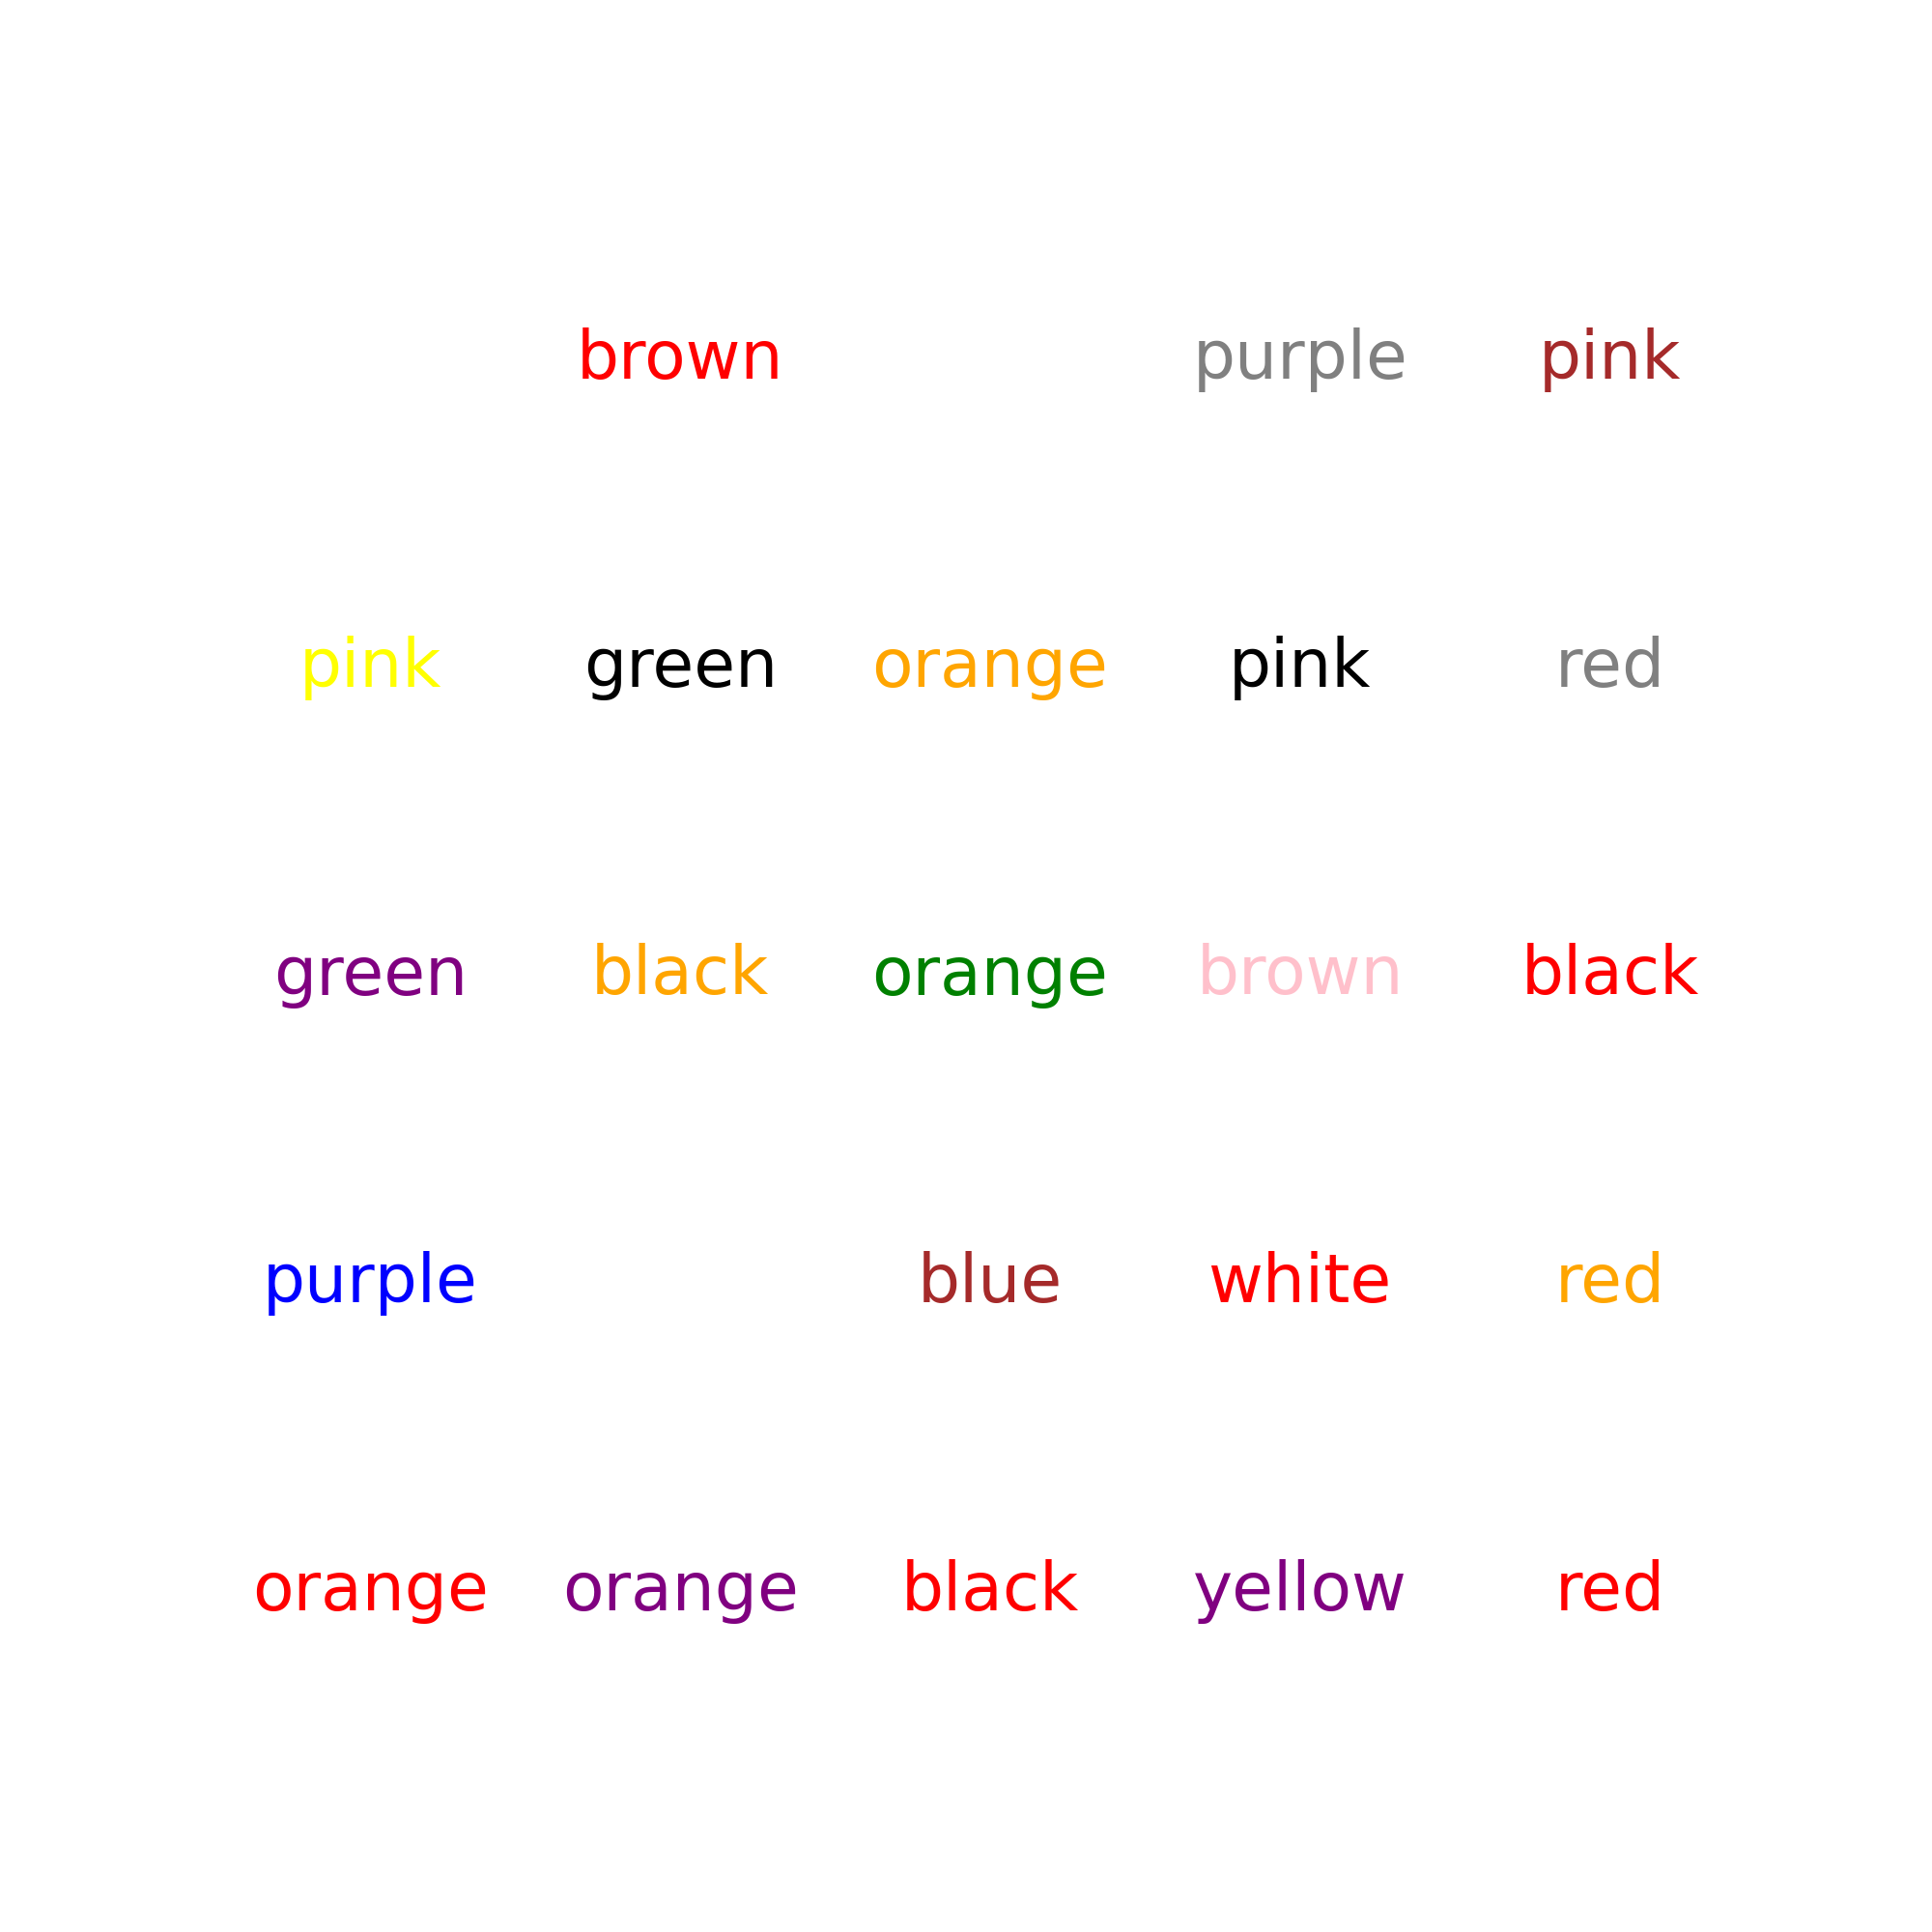 brown purple pink
pink green orange pink red
green black orange brown black
purple blue white red
orange orange black yellow red